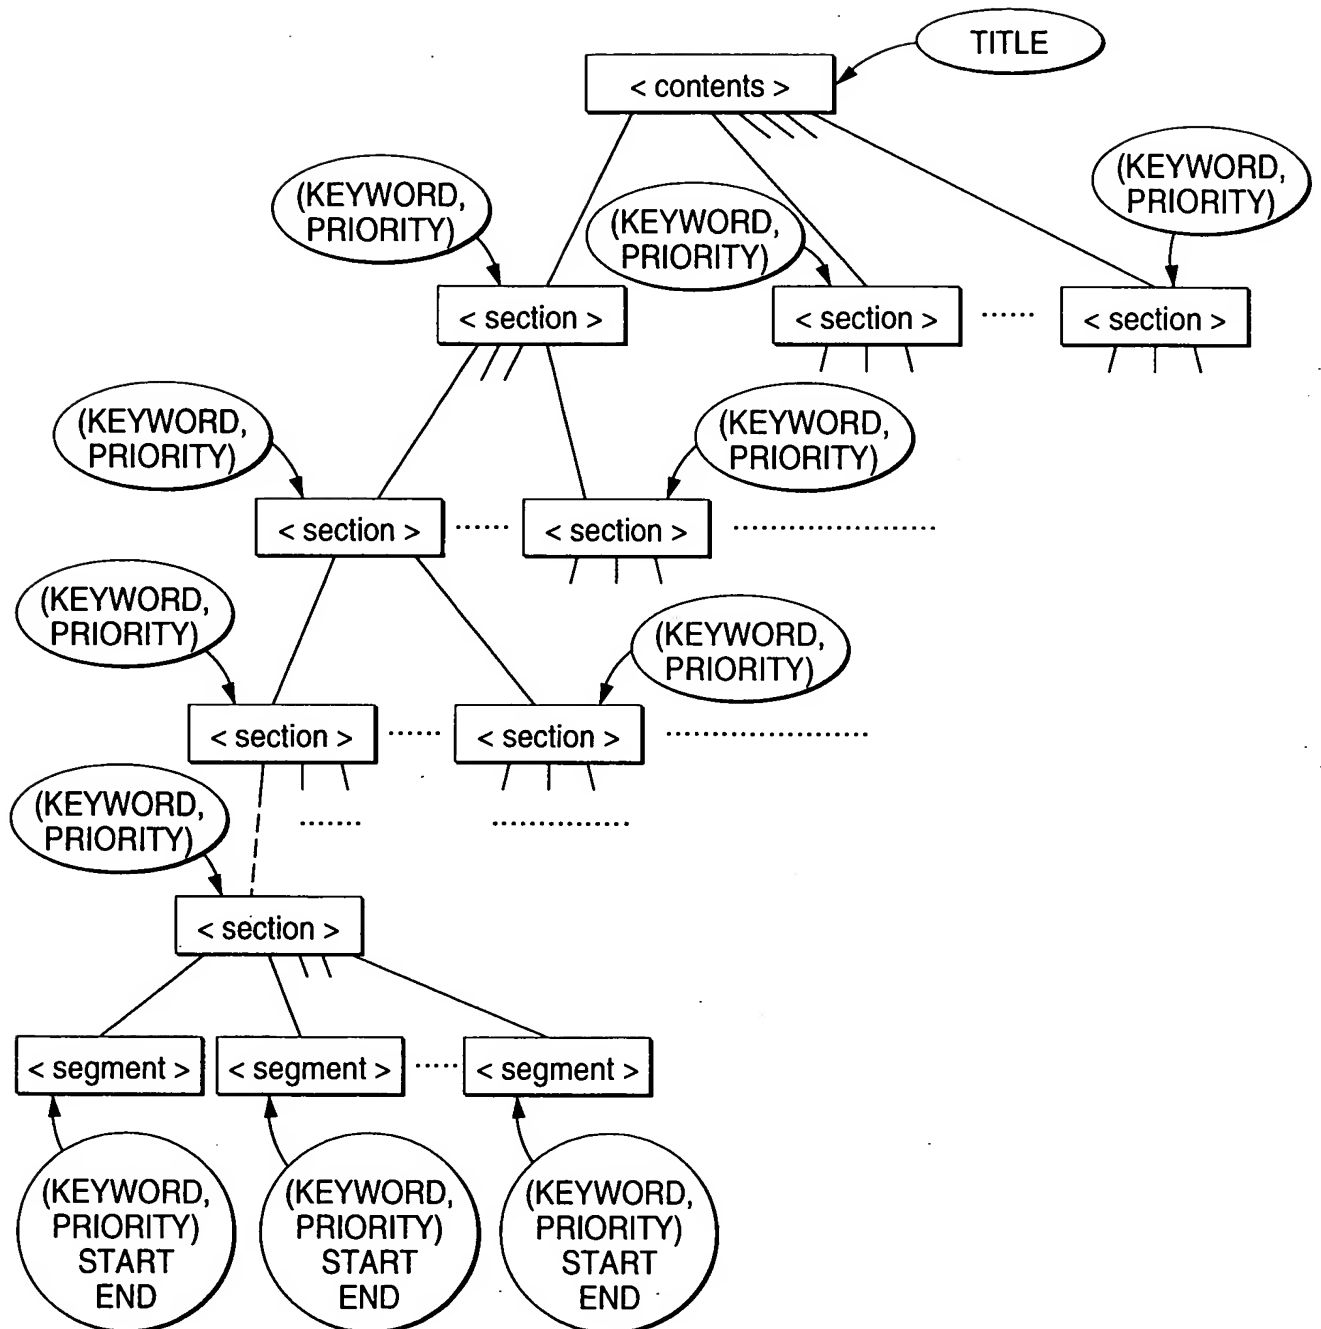 TITLE
< contents >
(KEYWORD,
PRIORITY)
(KEYWORD,
PRIORITY)
(KEYWORD,
PRIORITY)
< section >
< section >
......
< section >
(KEYWORD,
PRIORITY)
(KEYWORD,
PRIORITY)
< section >
......
< section >
(KEYWORD,
PRIORITY)
(KEYWORD,
PRIORITY)
< section >
......
< section >
(KEYWORD,
PRIORITY)
< section >
< segment >
< segment >
.....
< segment >
(KEYWORD,
PRIORITY)
START
END
(KEYWORD,
PRIORITY)
START
END
(KEYWORD,
PRIORITY)
START
END